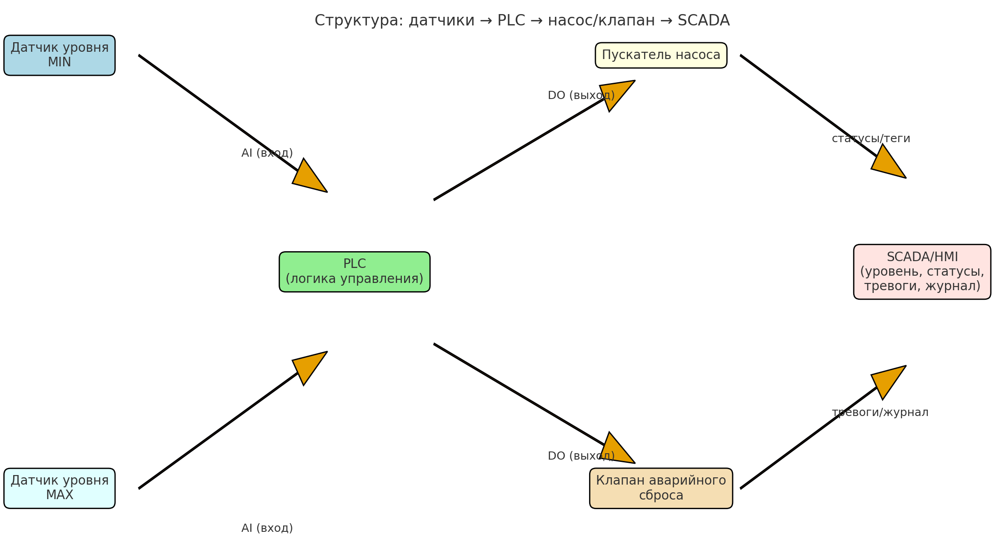 Структура: датчики → PLC → насос/клапан → SCADA
Датчик уровня
MIN
Пускатель насоса
DO (выход)
статусы/теги
AI (вход)
PLC
(логика управления)
SCADA/HMI
(уровень, статусы,
тревоги, журнал)
тревоги/журнал
DO (выход)
Датчик уровня
MAX
Клапан аварийного
сброса
AI (вход)